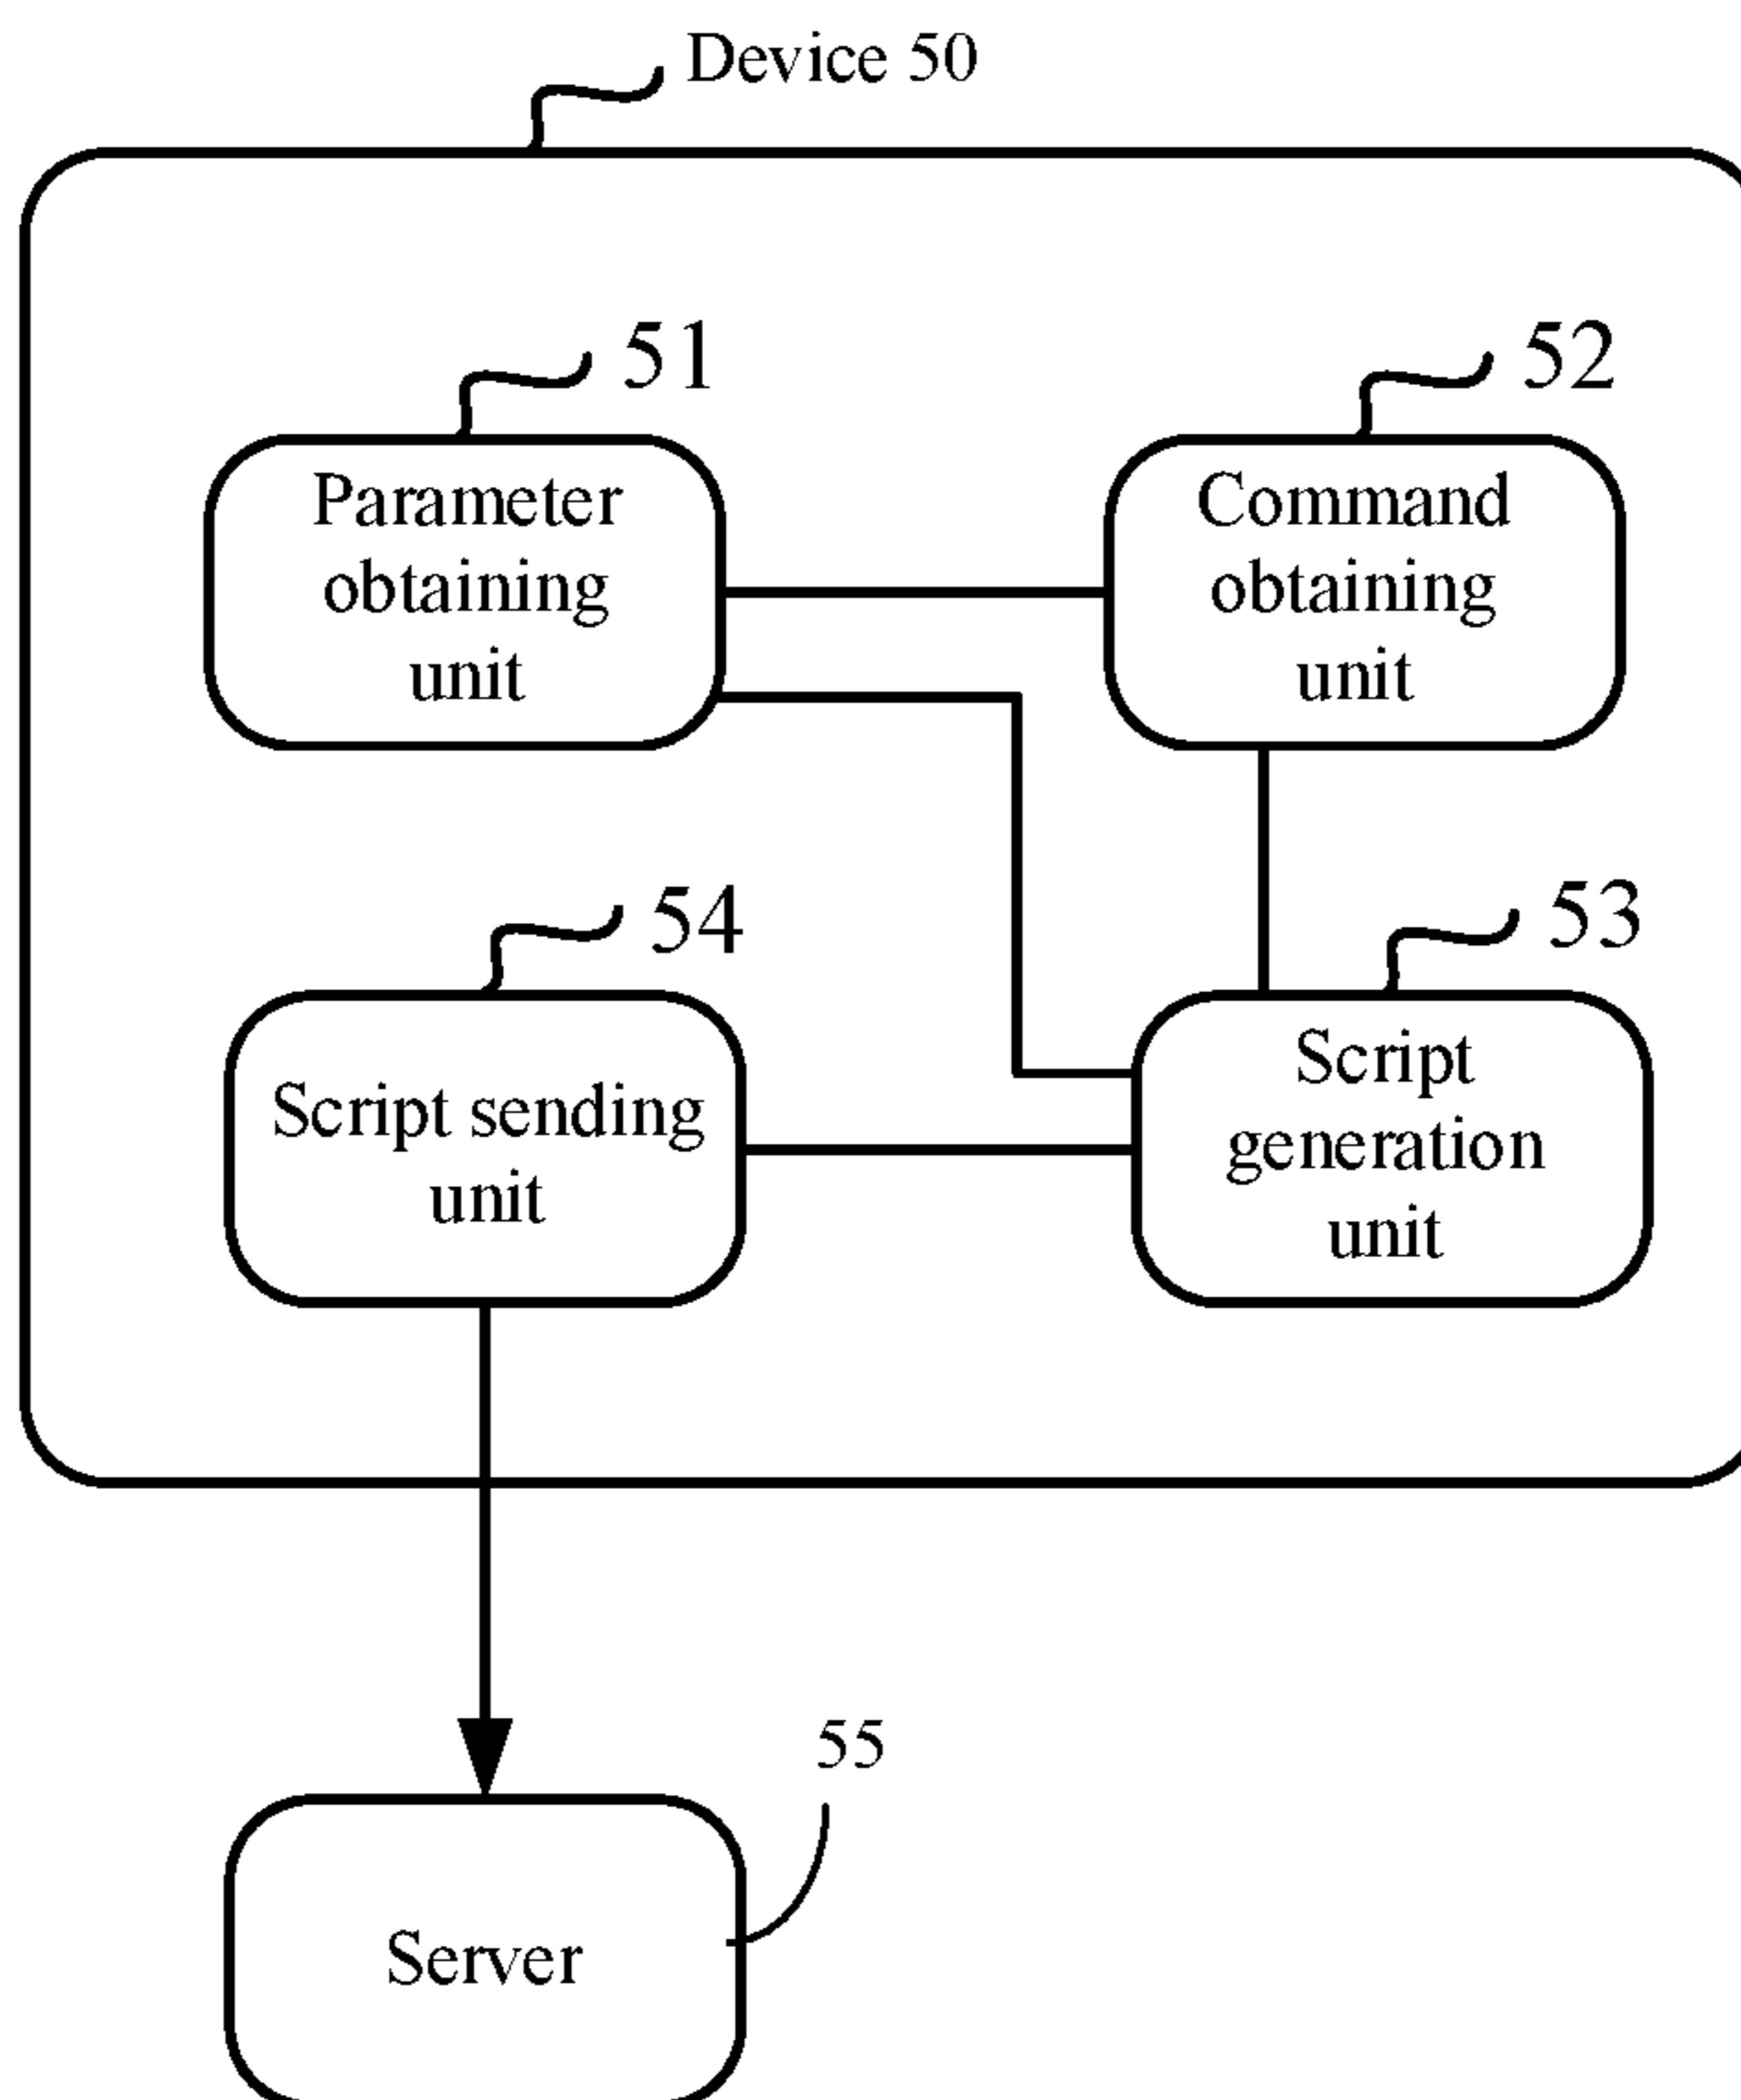 Device 50
51
52
Parameter
obtaining
unit
Command
obtaining
unit
54
53
Script sending
unit
Script
generation
unit
55
Server